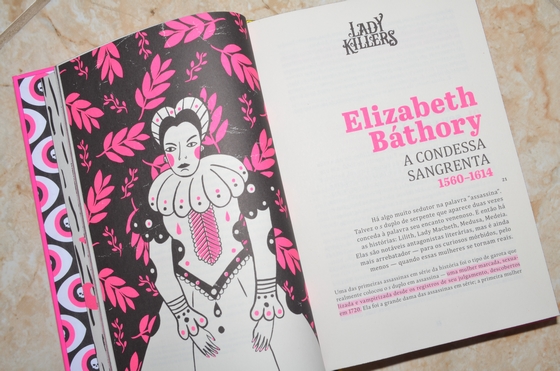 LADY
KILLERS
Elizabeth
Báthory
A CONDESSA
SANGRENTA
1560–1614
Há algo muito sedutor na palavra "assassina".
Talvez o s duplo de serpente que aparece duas vezes
conceda à palavra seu encanto venenoso. E então há
as histórias: Lilith, Lady Macbeth, Medusa, Medeia.
Elas são notáveis antagonistas literárias, mas é ainda
mais arrebatador — para os curiosos mórbidos, pelo
menos — quando essas mulheres se tornam reais.
Uma das primeiras assassinas em série da história foi o tipo de garota que
realmente colocou o s duplo em assassina — uma mulher marcada, sexua-
lizada e vampirizada desde os registros de seu julgamento, descobertos
em 1720. Ela foi a grande dama das assassinas em série; a primeira mulher